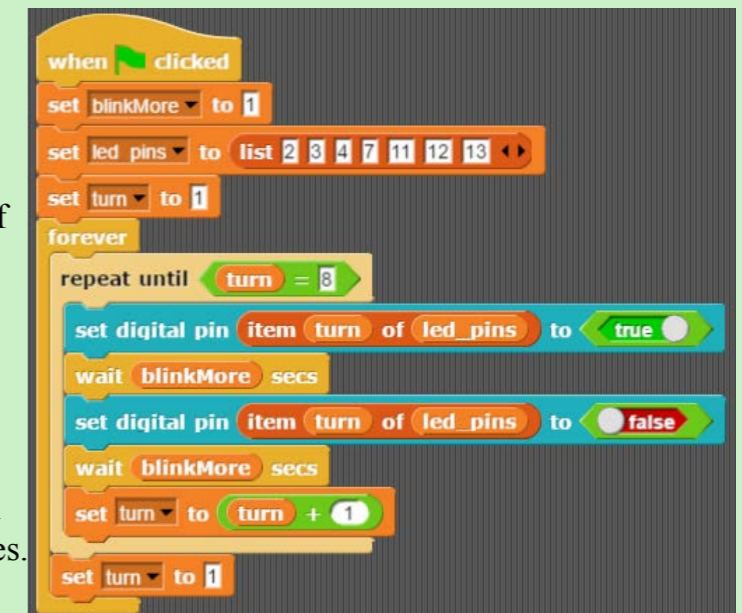 when clicked
set blinkMore to 1
set led_pins to list 2 3 4 7 11 12 13
set turn to 1
f
forever
repeat until turn = 8
set digital pin item turn of led_pins to true
wait blinkMore secs
set digital pin item turn of led_pins to false
wait blinkMore secs
set turn to turn + 1
es.
set turn to 1